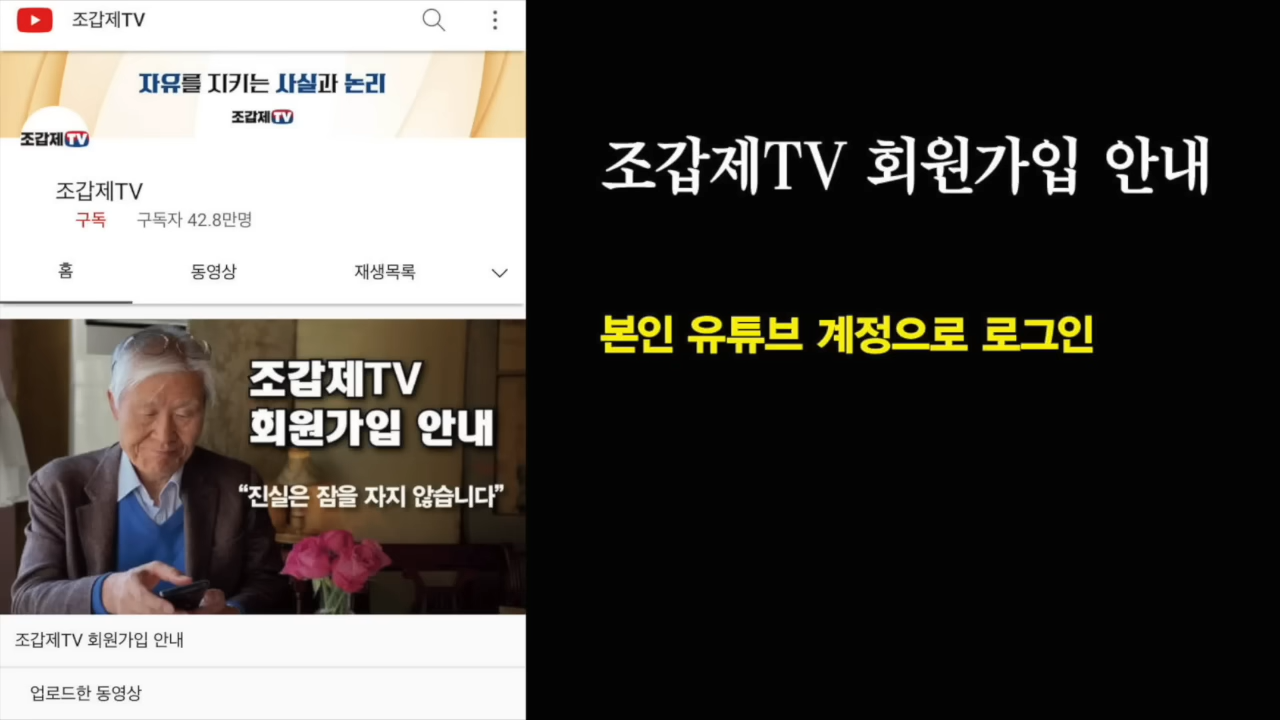 조갑제TV
자유를 지키는 사실과 논리
조갑제TV
조갑제TV
조갑제TV
구독 구독자 42.8만명
홈 동영상 재생목록
조갑제TV
회원가입 안내
“진실은 잠을 자지 않습니다”
조갑제TV 회원가입 안내
업로드한 동영상
조갑제TV 회원가입 안내
본인 유튜브 계정으로 로그인